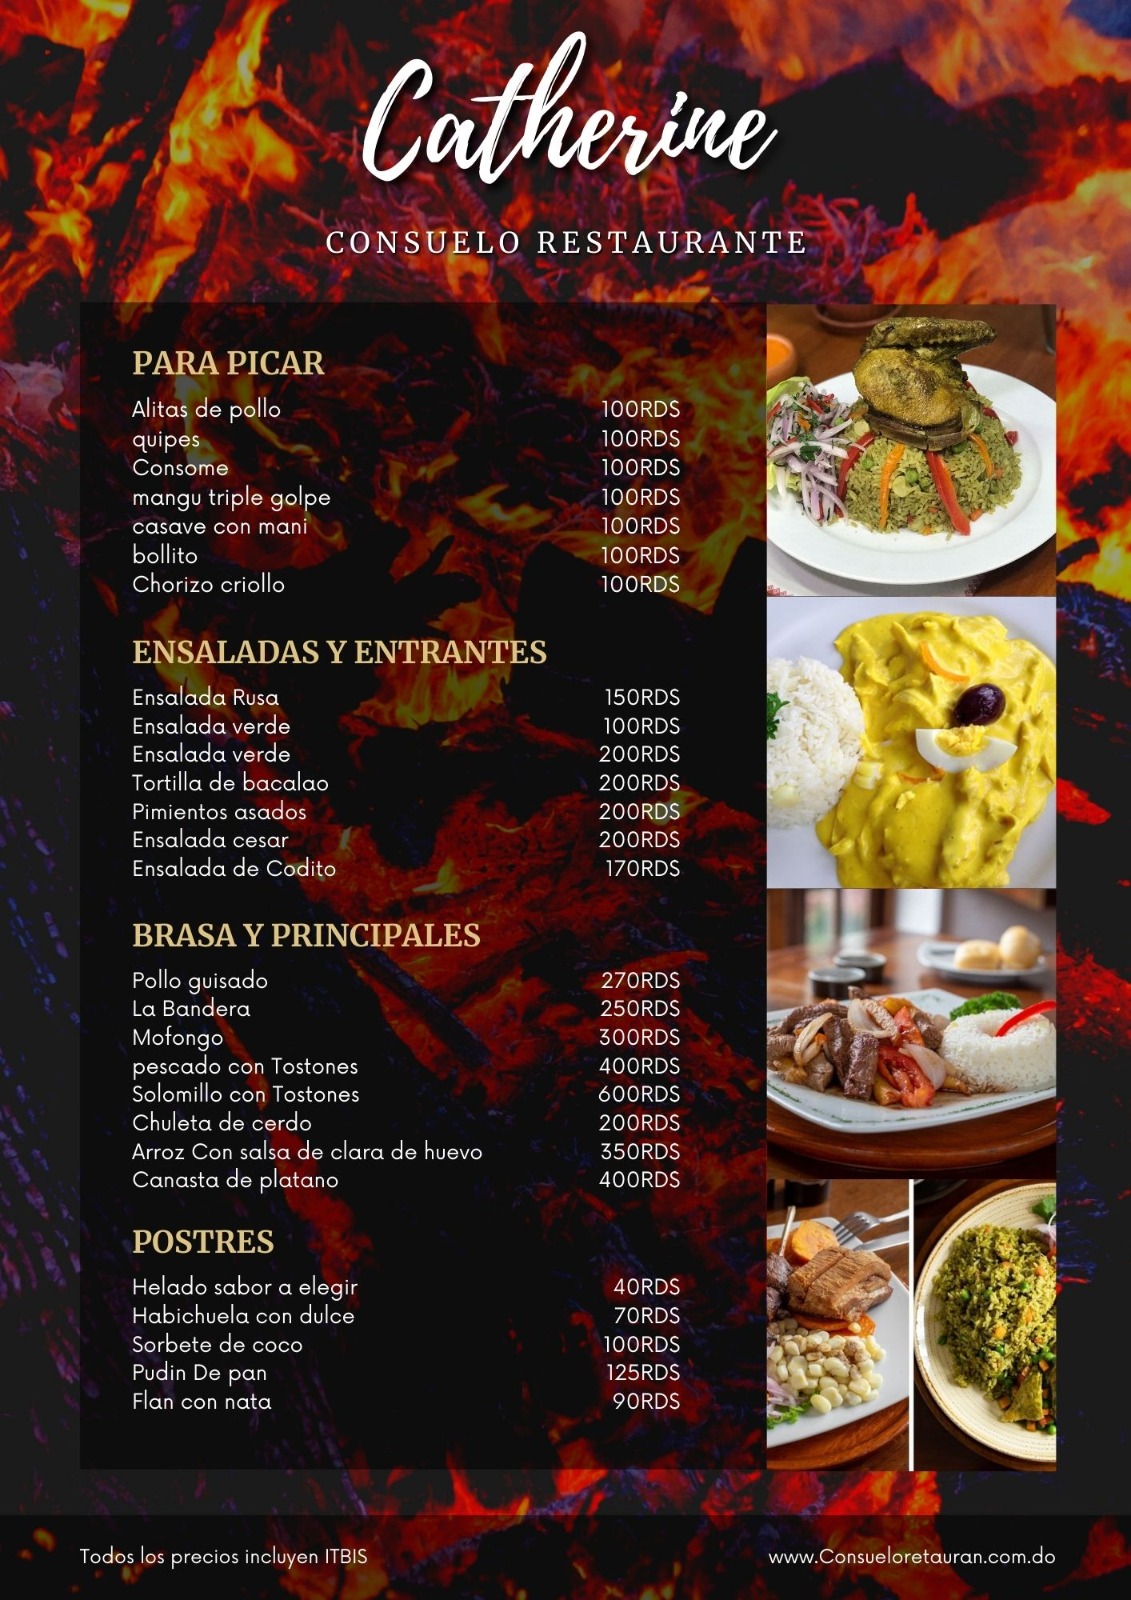 Catherine
CONSUELO RESTAURANTE
PARA PICAR
Alitas de pollo 100RDS
quipes 100RDS
Consome 100RDS
mangu triple golpe 100RDS
casave con mani 100RDS
bollito 100RDS
Chorizo criollo 100RDS
ENSALADAS Y ENTRANTES
Ensalada Rusa 150RDS
Ensalada verde 100RDS
Ensalada verde 200RDS
Tortilla de bacalao 200RDS
Pimientos asados 200RDS
Ensalada cesar 200RDS
Ensalada de Codito 170RDS
BRASA Y PRINCIPALES
Pollo guisado 270RDS
La Bandera 250RDS
Mofongo 300RDS
pescado con Tostones 400RDS
Solomillo con Tostones 600RDS
Chuleta de cerdo 200RDS
Arroz Con salsa de clara de huevo 350RDS
Canasta de platano 400RDS
POSTRES
Helado sabor a elegir 40RDS
Habichuela con dulce 70RDS
Sorbete de coco 100RDS
Pudin De pan 125RDS
Flan con nata 90RDS
Todos los precios incluyen ITBIS www.Consueloretauran.com.do